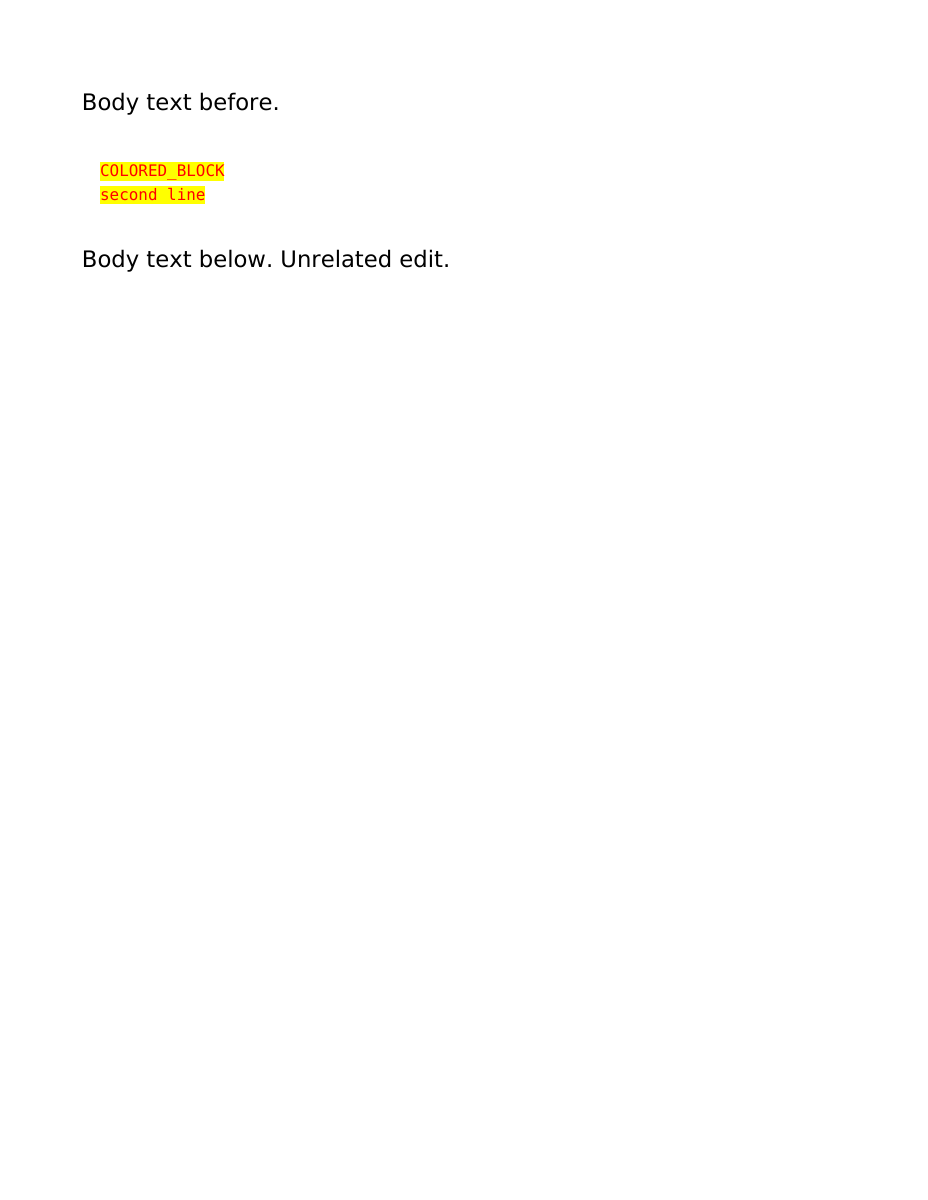 Body text before.
COLORED_BLOCK
second line
Body text below. Unrelated edit.